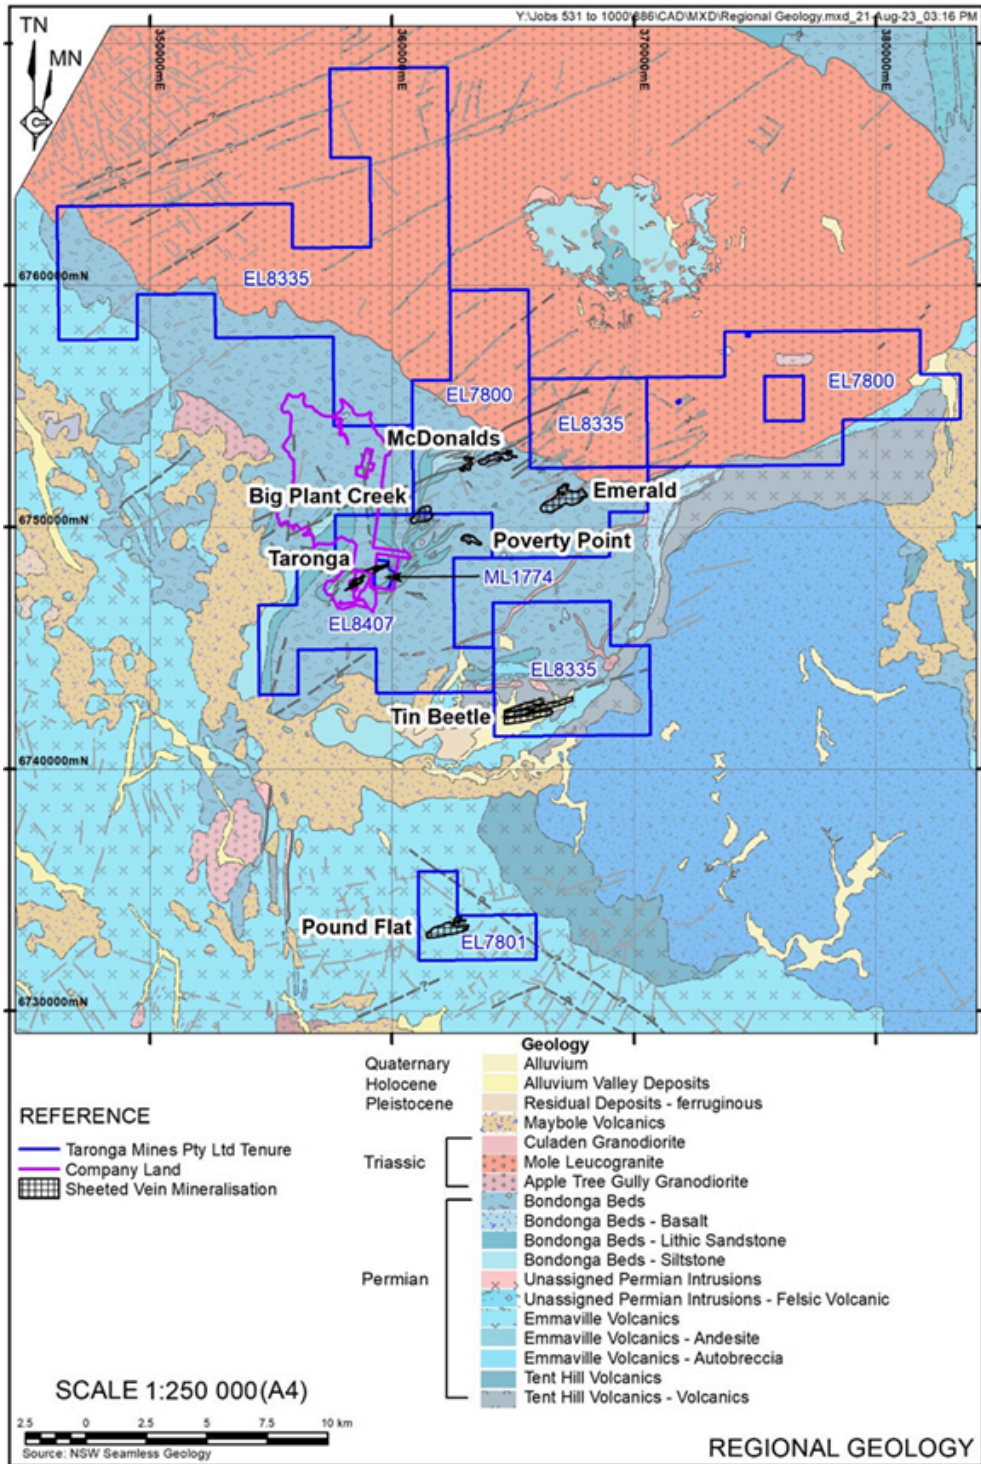 Y:\Jobs 531 to 1000\886\CAD\MXD\Regional Geology.mxd_21-Aug-23_03:16 PM
TN
MN
350000mE
360000mE
370000mE
380000mE
6760000mN
EL8335
EL7800
EL7800
EL8335
McDonalds
Big Plant Creek
Emerald
6750000mN
Poverty Point
Taronga
ML1774
EL8407
EL8335
Tin Beetle
6740000mN
Pound Flat
EL7801
6730000mN
REFERENCE
Taronga Mines Pty Ltd Tenure
Company Land
Sheeted Vein Mineralisation
SCALE 1:250 000(A4)
2.5 0 2.5 5 7.5 10 km
Source: NSW Seamless Geology
Geology
Quaternary Alluvium
Holocene Alluvium Valley Deposits
Pleistocene Residual Deposits - ferruginous
Maybole Volcanics
Culaden Granodiorite
Triassic Mole Leucogranite
Apple Tree Gully Granodiorite
Bondonga Beds
Bondonga Beds - Basalt
Bondonga Beds - Lithic Sandstone
Bondonga Beds - Siltstone
Permian Unassigned Permian Intrusions
Unassigned Permian Intrusions - Felsic Volcanic
Emmaville Volcanics
Emmaville Volcanics - Andesite
Emmaville Volcanics - Autobreccia
Tent Hill Volcanics
Tent Hill Volcanics - Volcanics
REGIONAL GEOLOGY